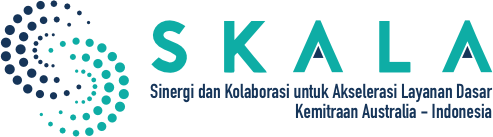 SKALA
Sinergi dan Kolaborasi untuk Akselerasi Layanan Dasar
Kemitraan Australia - Indonesia